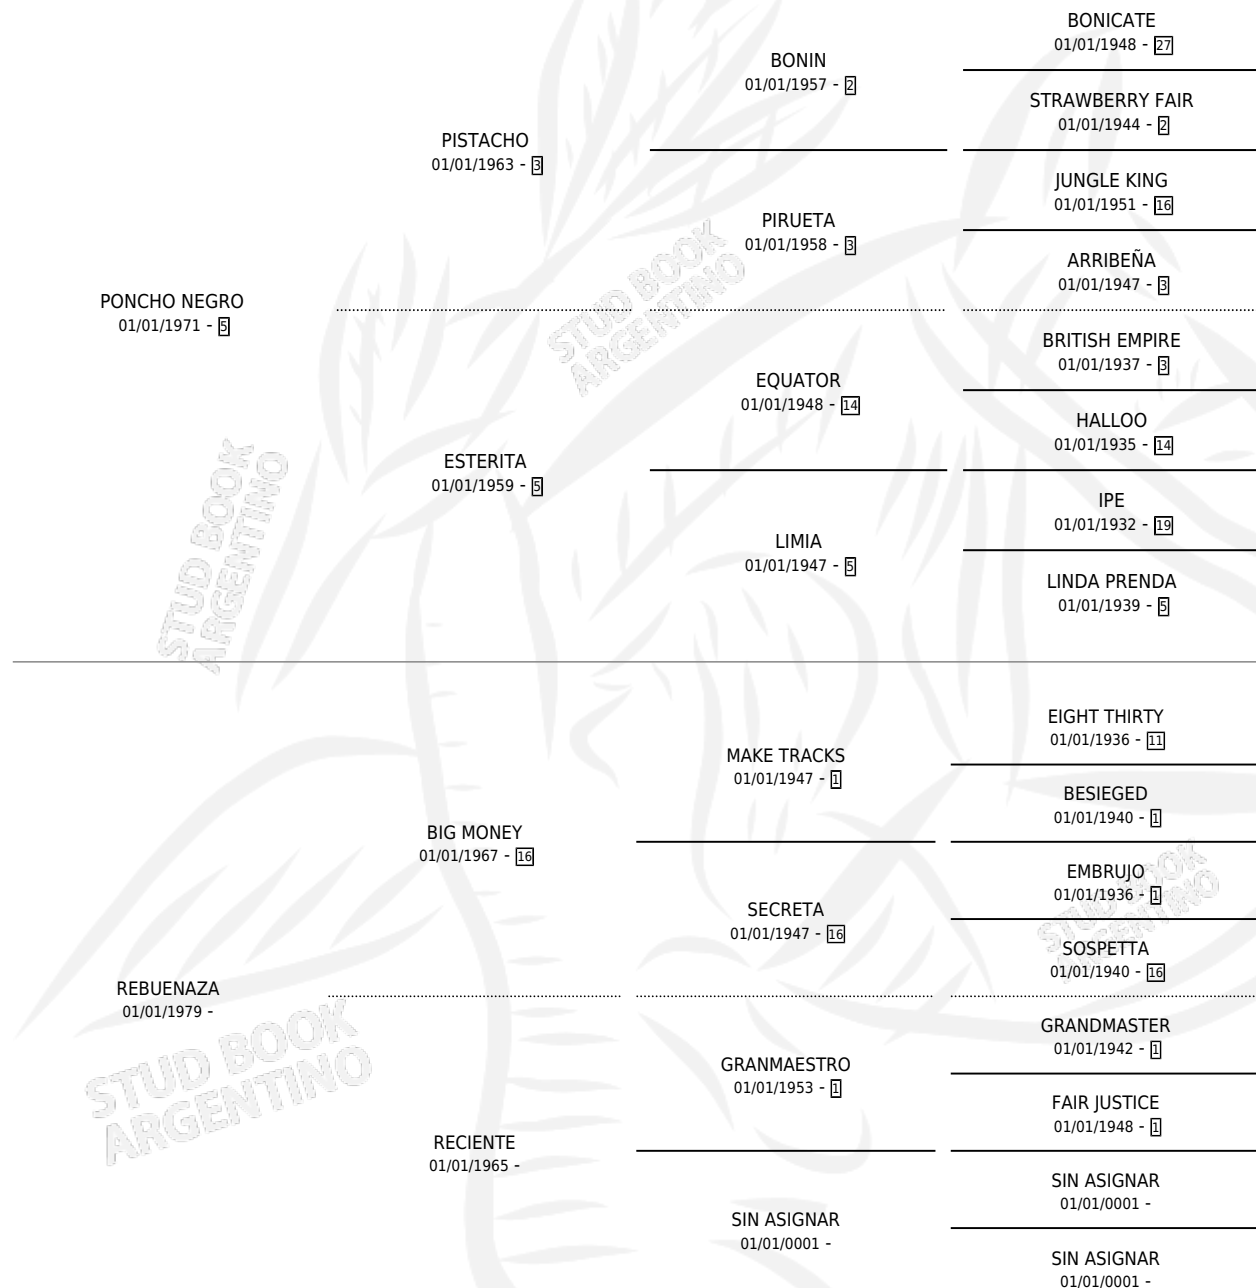 BONICATE
01/01/1948 - 27
BONIN
01/01/1957 - 2
STRAWBERRY FAIR
01/01/1944 - 2
PISTACHO
01/01/1963 - 3
JUNGLE KING
01/01/1951 - 16
PIRUETA
01/01/1958 - 3
ARRIBEÑA
01/01/1947 - 3
PONCHO NEGRO
01/01/1971 - 5
BRITISH EMPIRE
01/01/1937 - 3
EQUATOR
01/01/1948 - 14
HALLOO
01/01/1935 - 14
ESTERITA
01/01/1959 - 5
IPE
01/01/1932 - 19
LIMIA
01/01/1947 - 5
LINDA PRENDA
01/01/1939 - 5
STUD BOOK
ARGENTINO
STUD BOOK
ARGENTINO
EIGHT THIRTY
01/01/1936 - 11
MAKE TRACKS
01/01/1947 - 1
BESIEGED
01/01/1940 - 1
BIG MONEY
01/01/1967 - 16
EMBRUJO
01/01/1936 - 1
SECRETA
01/01/1947 - 16
SOSPETTA
01/01/1940 - 16
STUD BOOK
ARGENTINO
REBUENAZA
01/01/1979 -
GRANDMASTER
01/01/1942 - 1
GRANMAESTRO
01/01/1953 - 1
FAIR JUSTICE
01/01/1948 - 1
STUD BOOK
ARGENTINO
RECIENTE
01/01/1965 -
SIN ASIGNAR
01/01/0001 -
SIN ASIGNAR
01/01/0001 -
SIN ASIGNAR
01/01/0001 -